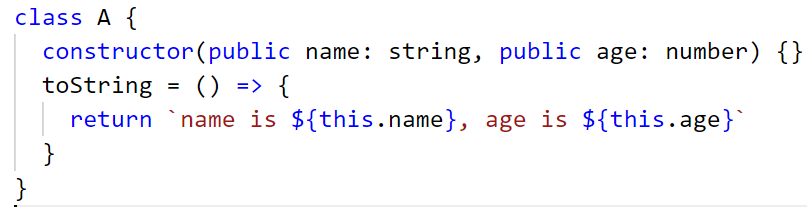 class A {
  constructor(public name: string, public age: number) {}
  toString = () => {
    return `name is ${this.name}, age is ${this.age}`
  }
}